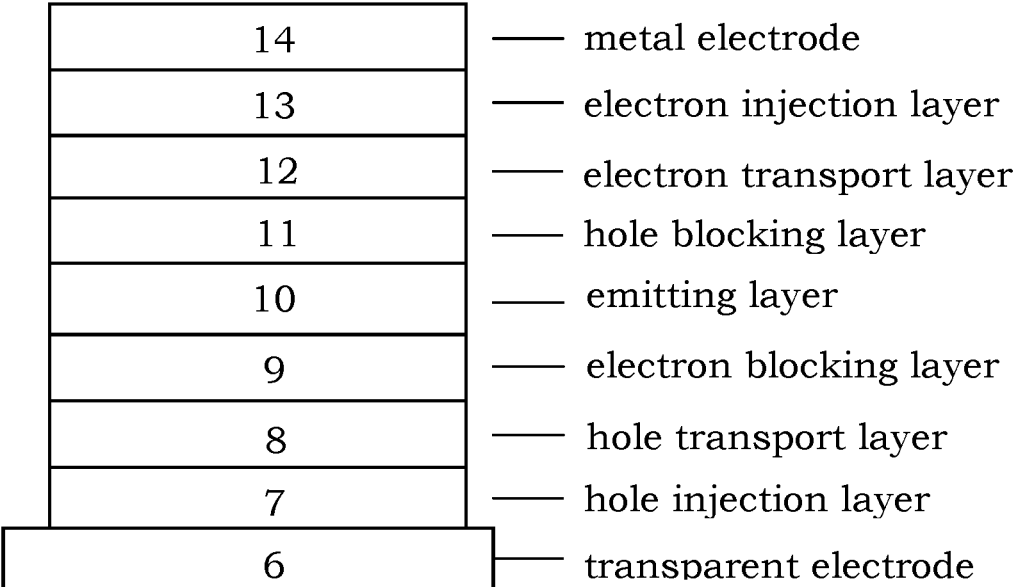 14 metal electrode
13 electron injection layer
12 electron transport layer
11 hole blocking layer
10 emitting layer
9 electron blocking layer
8 hole transport layer
7 hole injection layer
6 transparent electrode